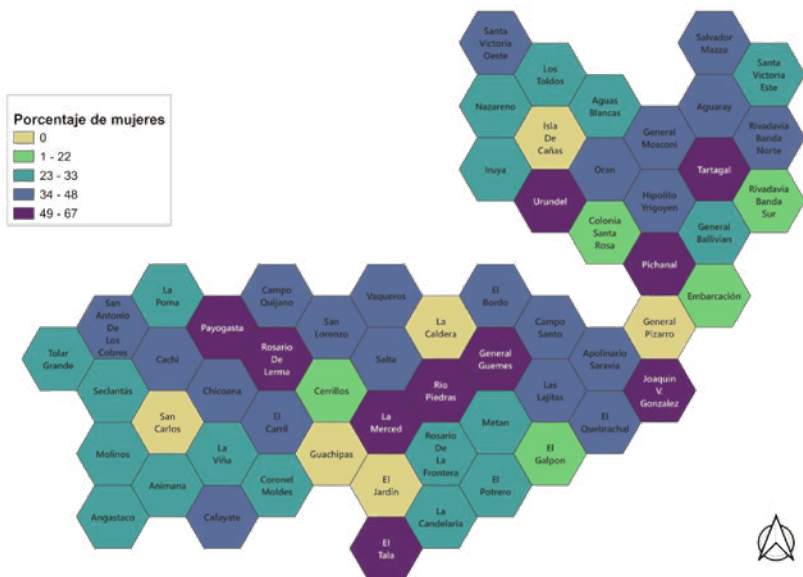 Porcentaje de mujeres
0
1 - 22
23 - 33
34 - 48
49 - 67
Santa
Victoria
Oeste
Salvador
Mazza
Los
Toldos
Santa
Victoria
Este
Nazareno
Aguas
Blancas
Aguaray
Isla
De
Cañas
General
Mosconi
Rivadavia
Banda
Norte
Iruya
Oran
Tartagal
Urundel
Hipolito
Yrigoyen
Rivadavia
Banda
Sur
Colonia
Santa
Rosa
General
Ballivian
Pichanal
Embarcación
La
Poma
Campo
Quijano
Vaqueros
El
Bordo
San
Antonio
De
Los
Cobres
Payogasta
San
Lorenzo
La
Caldera
Campo
Santo
General
Pizarro
Tolar
Grande
Cachi
Rosario
De
Lerma
Salta
General
Guemes
Apolinario
Saravia
Seclantás
Chicoana
Cerrillos
Rio
Piedras
Las
Lajitas
Joaquin
V.
Gonzalez
San
Carlos
El
Carril
La
Merced
Metan
El
Quebrachal
Molinos
La
Viña
Guachipas
Rosario
De
La
Frontera
El
Galpon
Animana
Coronel
Moldes
El
Jardín
El
Potrero
Angastaco
Cafayate
La
Candelaria
El
Tala